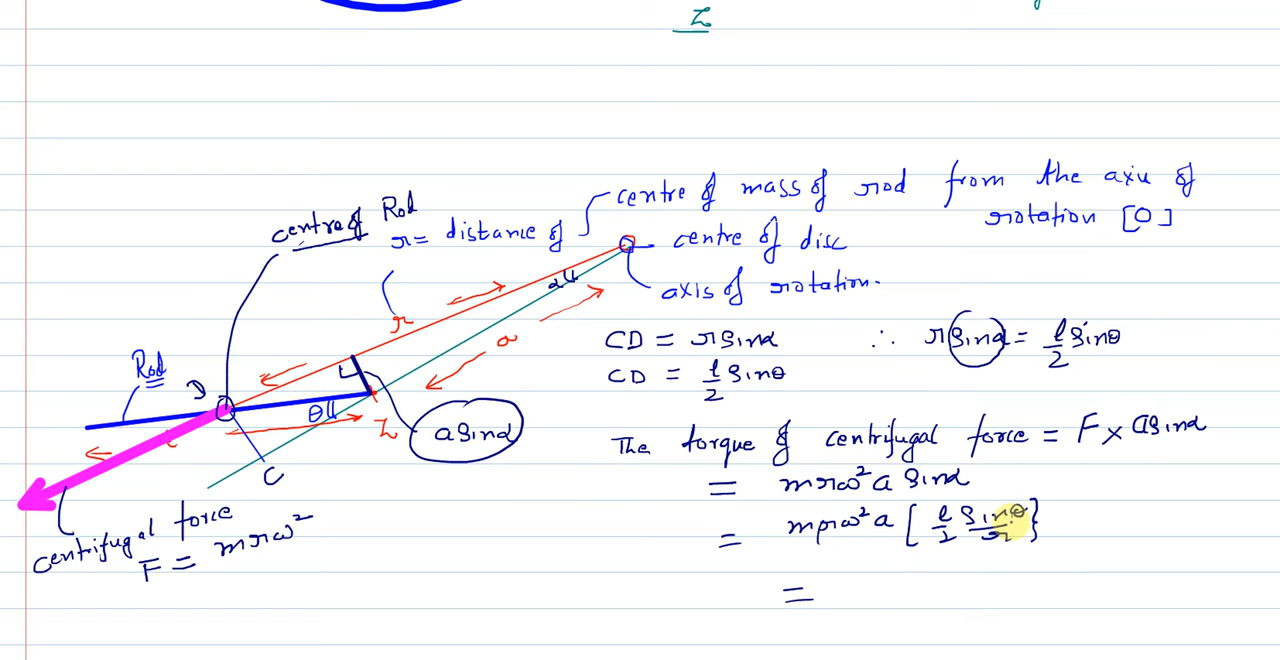 Z
centre of Rod
r = distance of { centre of mass of rod from the axis of rotation [O]
centre of disc
axis of rotation.
α
r
a
Rod
D
θ
Z
l
C
a sinα
centrifugal force
F = mrω²
CD = r sinα ∴ r sinα = l/2 sinθ
CD = l/2 sinθ
The torque of centrifugal force = F × a sinα
= mrω² a sinα
= mrω² a [ l/2 sinθ/r }
=